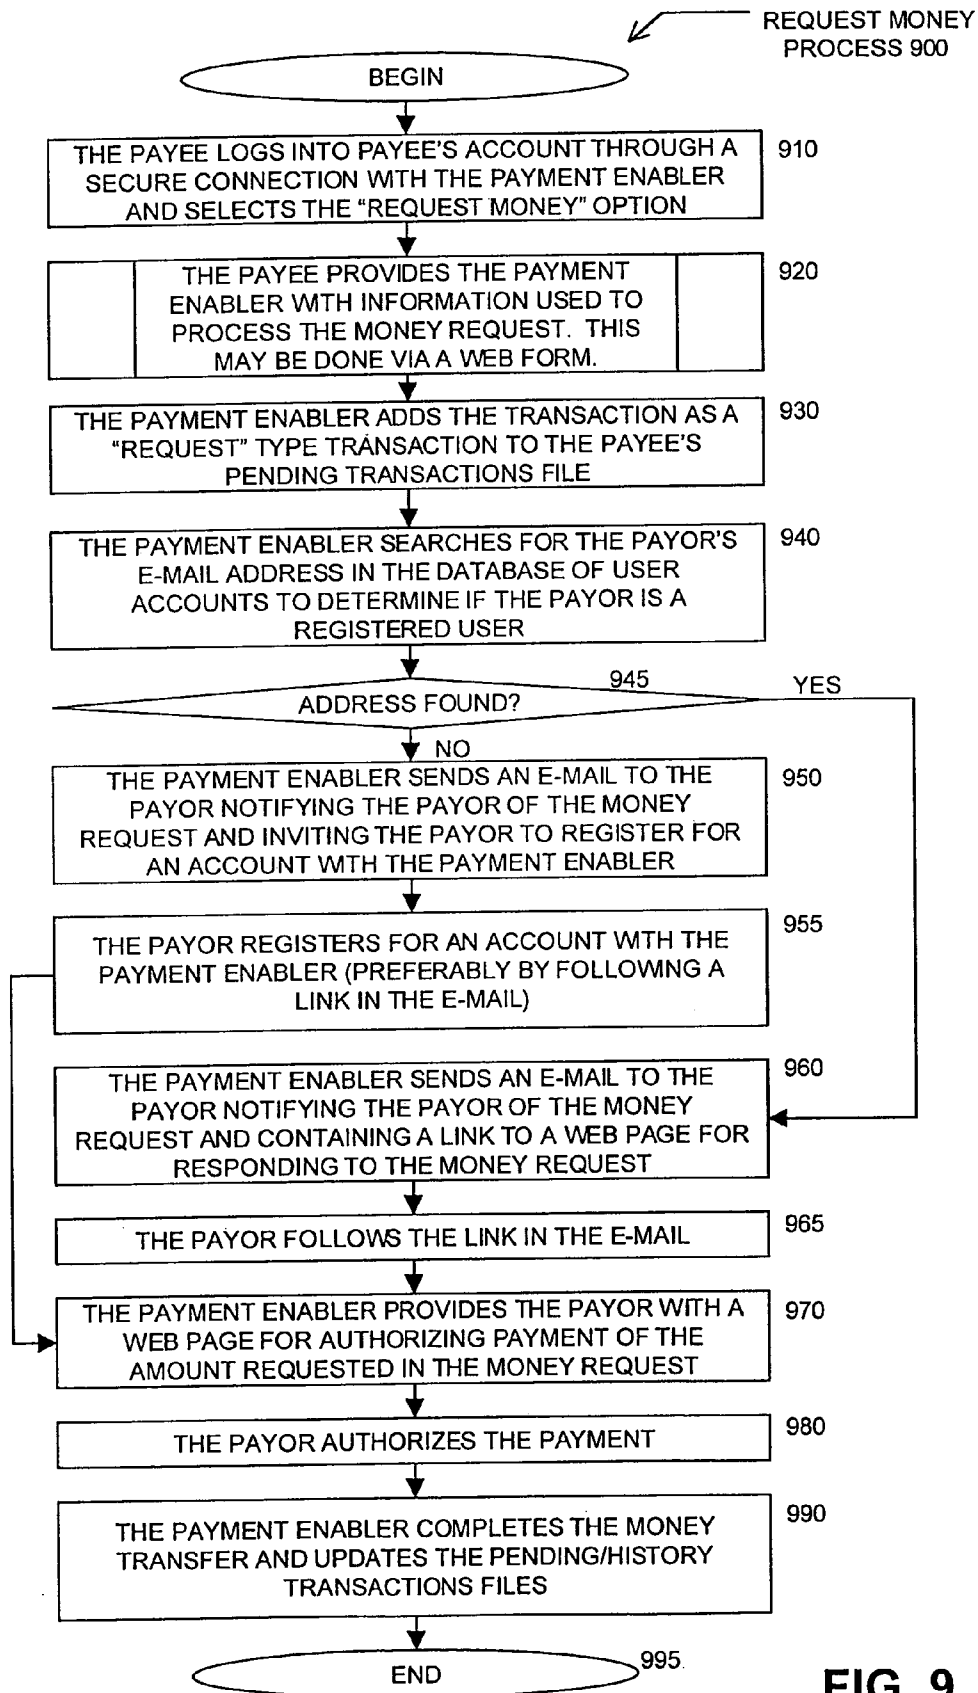 REQUEST MONEY
PROCESS 900
BEGIN
THE PAYEE LOGS INTO PAYEE'S ACCOUNT THROUGH A
SECURE CONNECTION WITH THE PAYMENT ENABLER
AND SELECTS THE "REQUEST MONEY" OPTION
910
THE PAYEE PROVIDES THE PAYMENT
ENABLER WITH INFORMATION USED TO
PROCESS THE MONEY REQUEST. THIS
MAY BE DONE VIA A WEB FORM.
920
THE PAYMENT ENABLER ADDS THE TRANSACTION AS A
"REQUEST" TYPE TRANSACTION TO THE PAYEE'S
PENDING TRANSACTIONS FILE
930
THE PAYMENT ENABLER SEARCHES FOR THE PAYOR'S
E-MAIL ADDRESS IN THE DATABASE OF USER
ACCOUNTS TO DETERMINE IF THE PAYOR IS A
REGISTERED USER
940
ADDRESS FOUND?
945
YES
NO
THE PAYMENT ENABLER SENDS AN E-MAIL TO THE
PAYOR NOTIFYING THE PAYOR OF THE MONEY
REQUEST AND INVITING THE PAYOR TO REGISTER FOR
AN ACCOUNT WITH THE PAYMENT ENABLER
950
THE PAYOR REGISTERS FOR AN ACCOUNT WITH THE
PAYMENT ENABLER (PREFERABLY BY FOLLOWING A
LINK IN THE E-MAIL)
955
THE PAYMENT ENABLER SENDS AN E-MAIL TO THE
PAYOR NOTIFYING THE PAYOR OF THE MONEY
REQUEST AND CONTAINING A LINK TO A WEB PAGE FOR
RESPONDING TO THE MONEY REQUEST
960
THE PAYOR FOLLOWS THE LINK IN THE E-MAIL
965
THE PAYMENT ENABLER PROVIDES THE PAYOR WITH A
WEB PAGE FOR AUTHORIZING PAYMENT OF THE
AMOUNT REQUESTED IN THE MONEY REQUEST
970
THE PAYOR AUTHORIZES THE PAYMENT
980
THE PAYMENT ENABLER COMPLETES THE MONEY
TRANSFER AND UPDATES THE PENDING/HISTORY
TRANSACTIONS FILES
990
END
995
FIG. 9